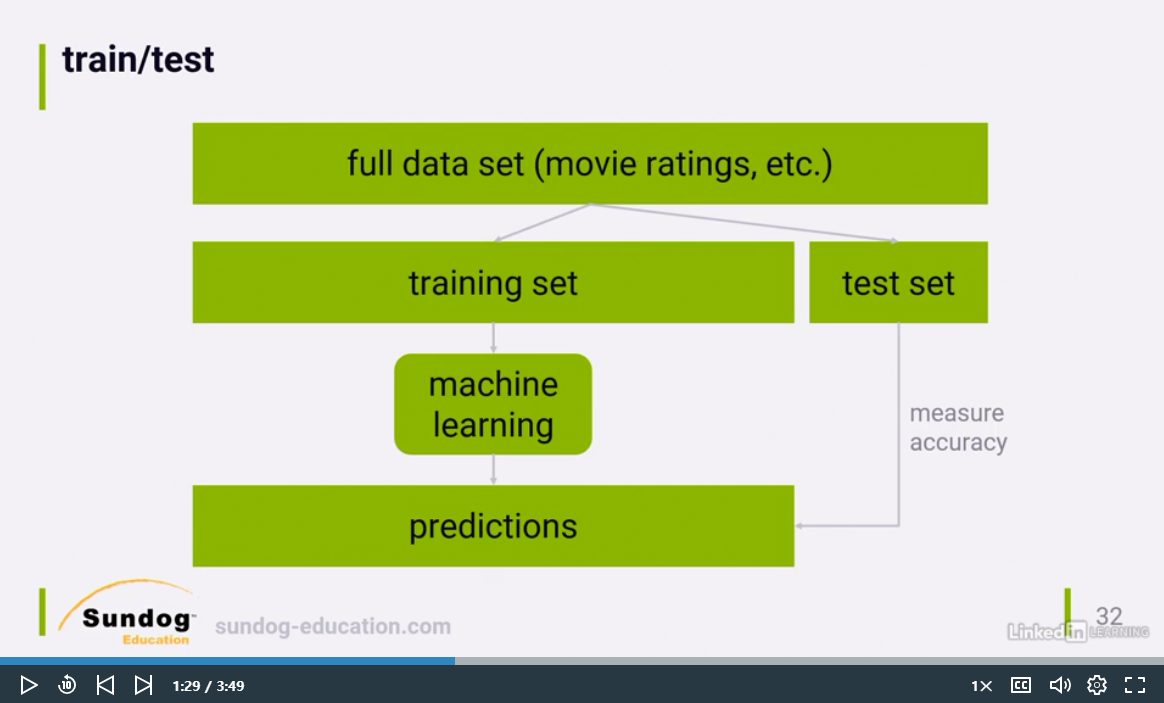 train/test
full data set (movie ratings, etc.)
training set
test set
machine
learning
measure
accuracy
predictions
Sundog
Education
sundog-education.com
32
Linked in LEARNING
10
1:29 / 3:49
1×
CC